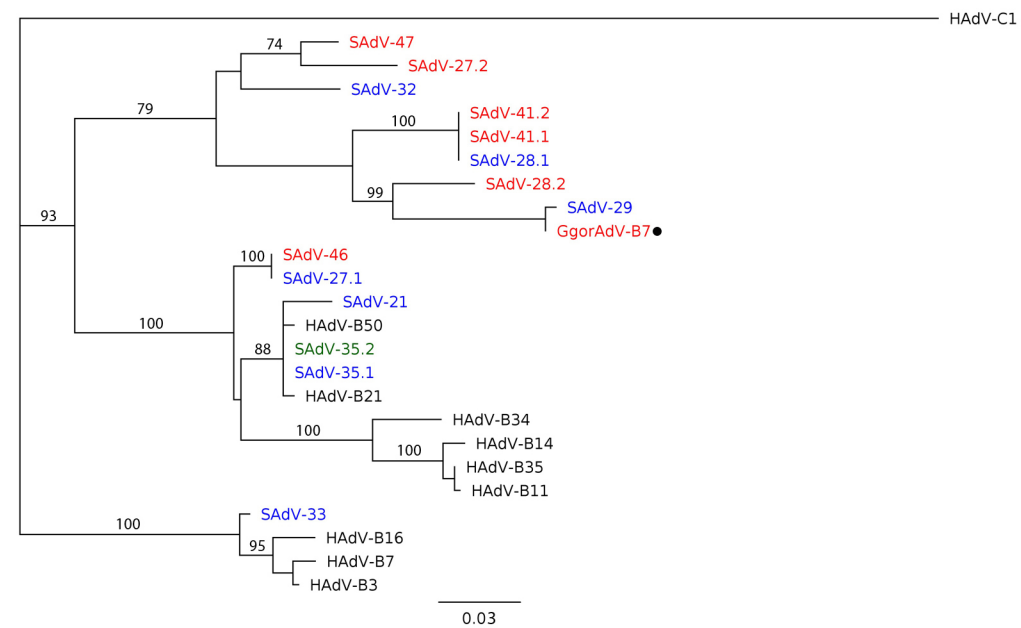 HAdV-C1
74
SAdV-47
SAdV-27.2
SAdV-32
79
SAdV-41.2
100
SAdV-41.1
SAdV-28.1
SAdV-28.2
99
SAdV-29
93
GgorAdV-B7
SAdV-46
100
SAdV-27.1
SAdV-21
100
HAdV-B50
88
SAdV-35.2
SAdV-35.1
HAdV-B21
HAdV-B34
100
HAdV-B14
100
HAdV-B35
HAdV-B11
SAdV-33
100
HAdV-B16
95
HAdV-B7
HAdV-B3
0.03